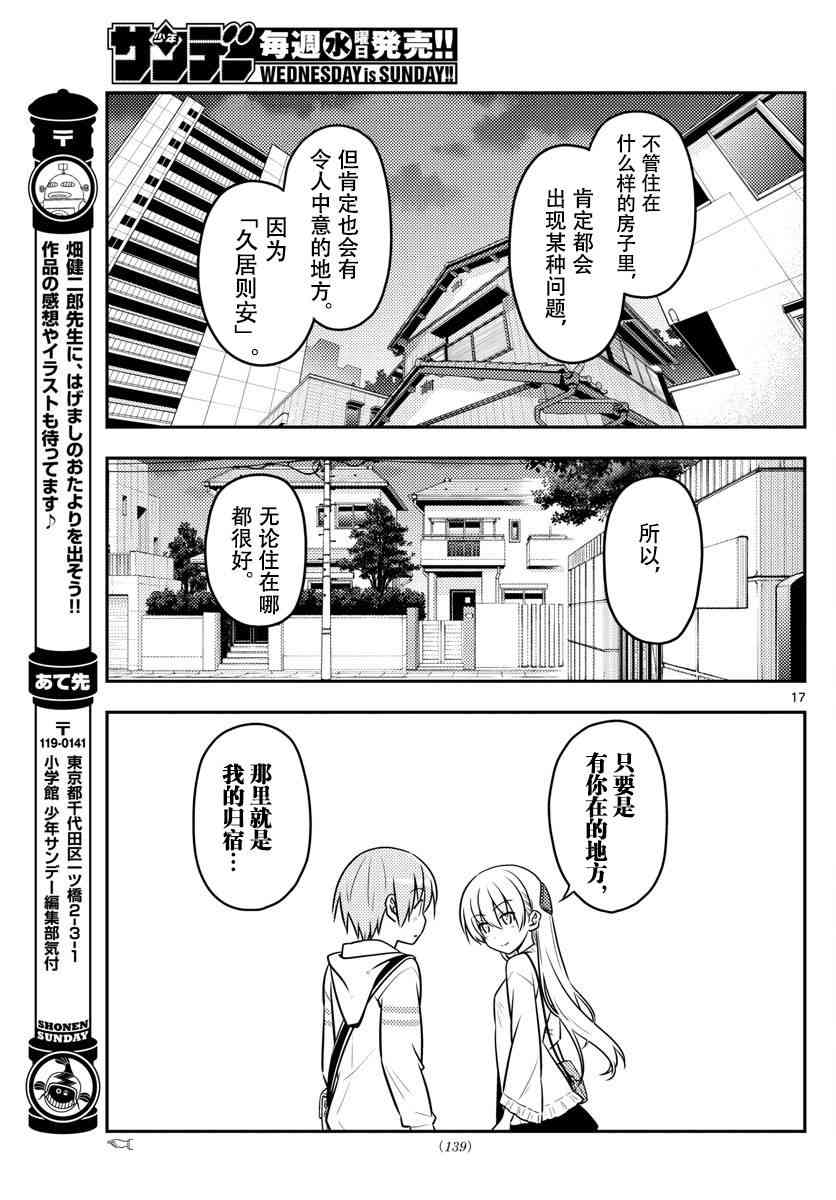 少年サンデー 毎週水曜日発売!!
WEDNESDAY is SUNDAY!!
不管住在
什么样的房子里,
肯定都会
出现某种问题,
但肯定也会有
令人中意的地方。
因为
「久居则安」。
所以,
无论住在哪
都很好。
17
只要是
有你在的地方,
那里就是
我的归宿…
〒
畑健二郎先生に、はげましのおたよりを出そう!!
作品の感想やイラストも待ってます♪
あて先
〒
119-0141
東京都千代田区一ツ橋2-3-1
小学館 少年サンデー編集部気付
SHONEN
SUNDAY
(139)